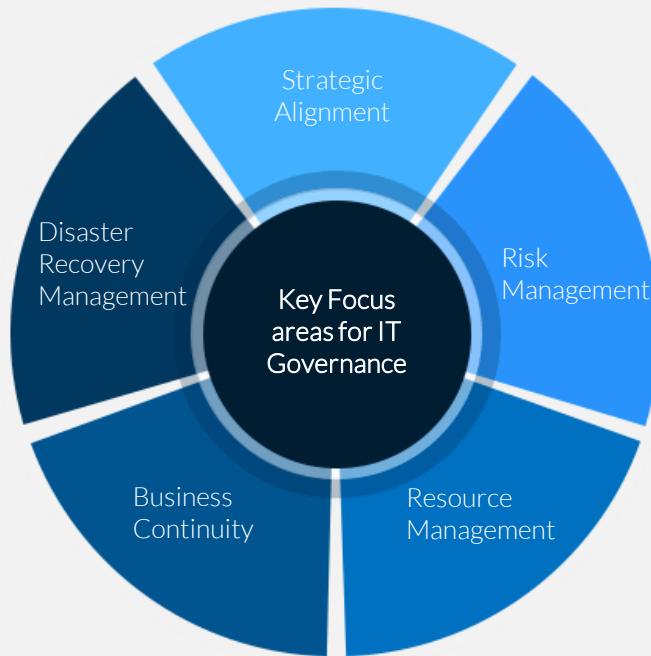 Strategic
Alignment
Risk
Management
Resource
Management
Business
Continuity
Disaster
Recovery
Management
Key Focus
areas for IT
Governance